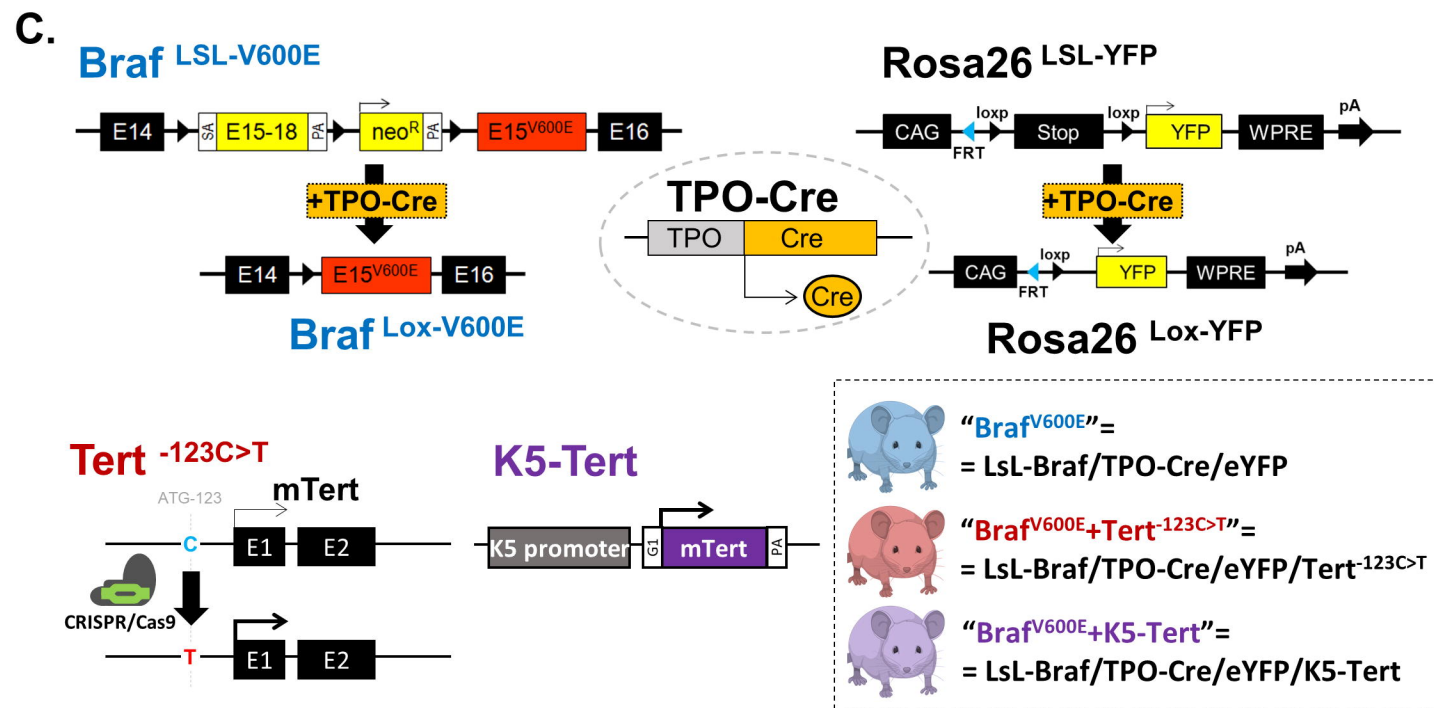 C.
Braf LSL-V600E
E14 SA E15-18 PA neoR PA E15V600E E16
+TPO-Cre
E14 E15V600E E16
Braf Lox-V600E
TPO-Cre
TPO Cre
Cre
Rosa26 LSL-YFP
loxp loxp pA
CAG Stop YFP WPRE
FRT
+TPO-Cre
loxp pA
CAG YFP WPRE
FRT
Rosa26 Lox-YFP
Tert -123C>T
ATG-123 mTert
C E1 E2
CRISPR/Cas9
T E1 E2
K5-Tert
K5 promoter G1 mTert PA
“BrafV600E”=
= LsL-Braf/TPO-Cre/eYFP
“BrafV600E+Tert-123C>T”=
= LsL-Braf/TPO-Cre/eYFP/Tert-123C>T
“BrafV600E+K5-Tert”=
= LsL-Braf/TPO-Cre/eYFP/K5-Tert